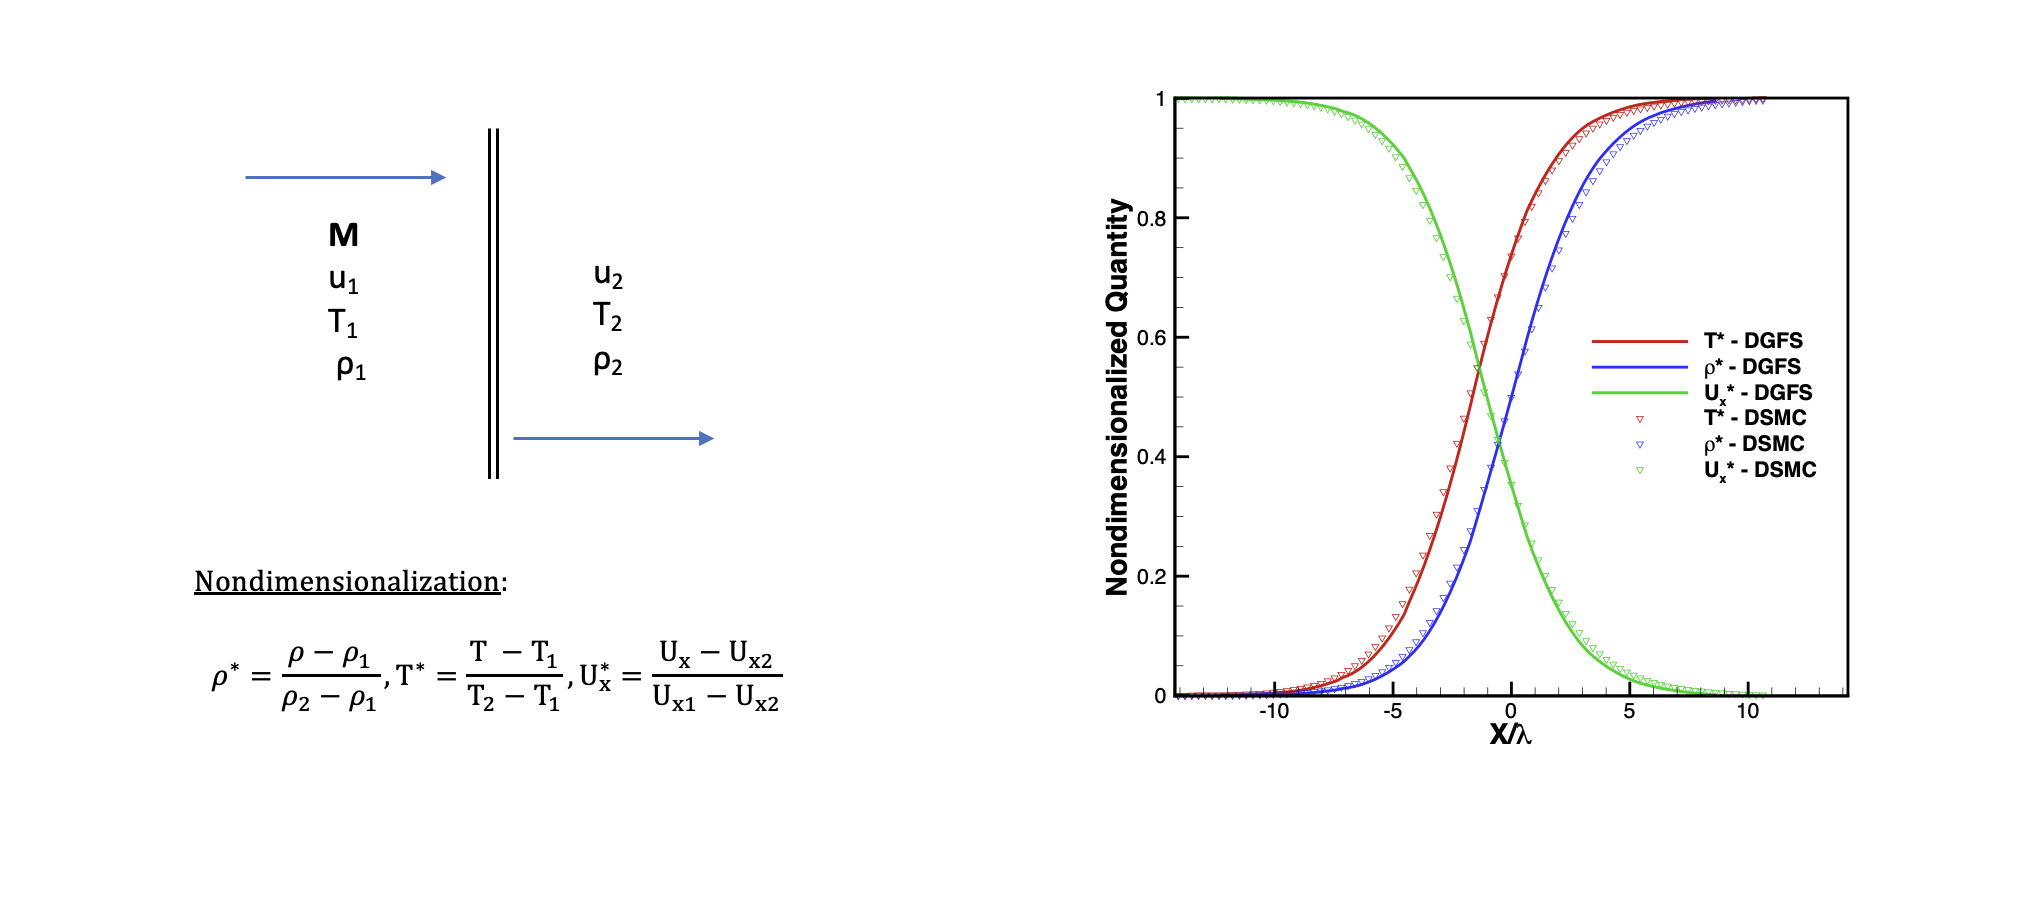 M
u1
T1
ρ1
u2
T2
ρ2
Nondimensionalization:
ρ* = (ρ − ρ1)/(ρ2 − ρ1), T* = (T − T1)/(T2 − T1), Ux* = (Ux − Ux2)/(Ux1 − Ux2)
Nondimensionalized Quantity
1
0.8
0.6
0.4
0.2
0
-10
-5
0
5
10
X/λ
T* - DGFS
ρ* - DGFS
Ux* - DGFS
T* - DSMC
ρ* - DSMC
Ux* - DSMC